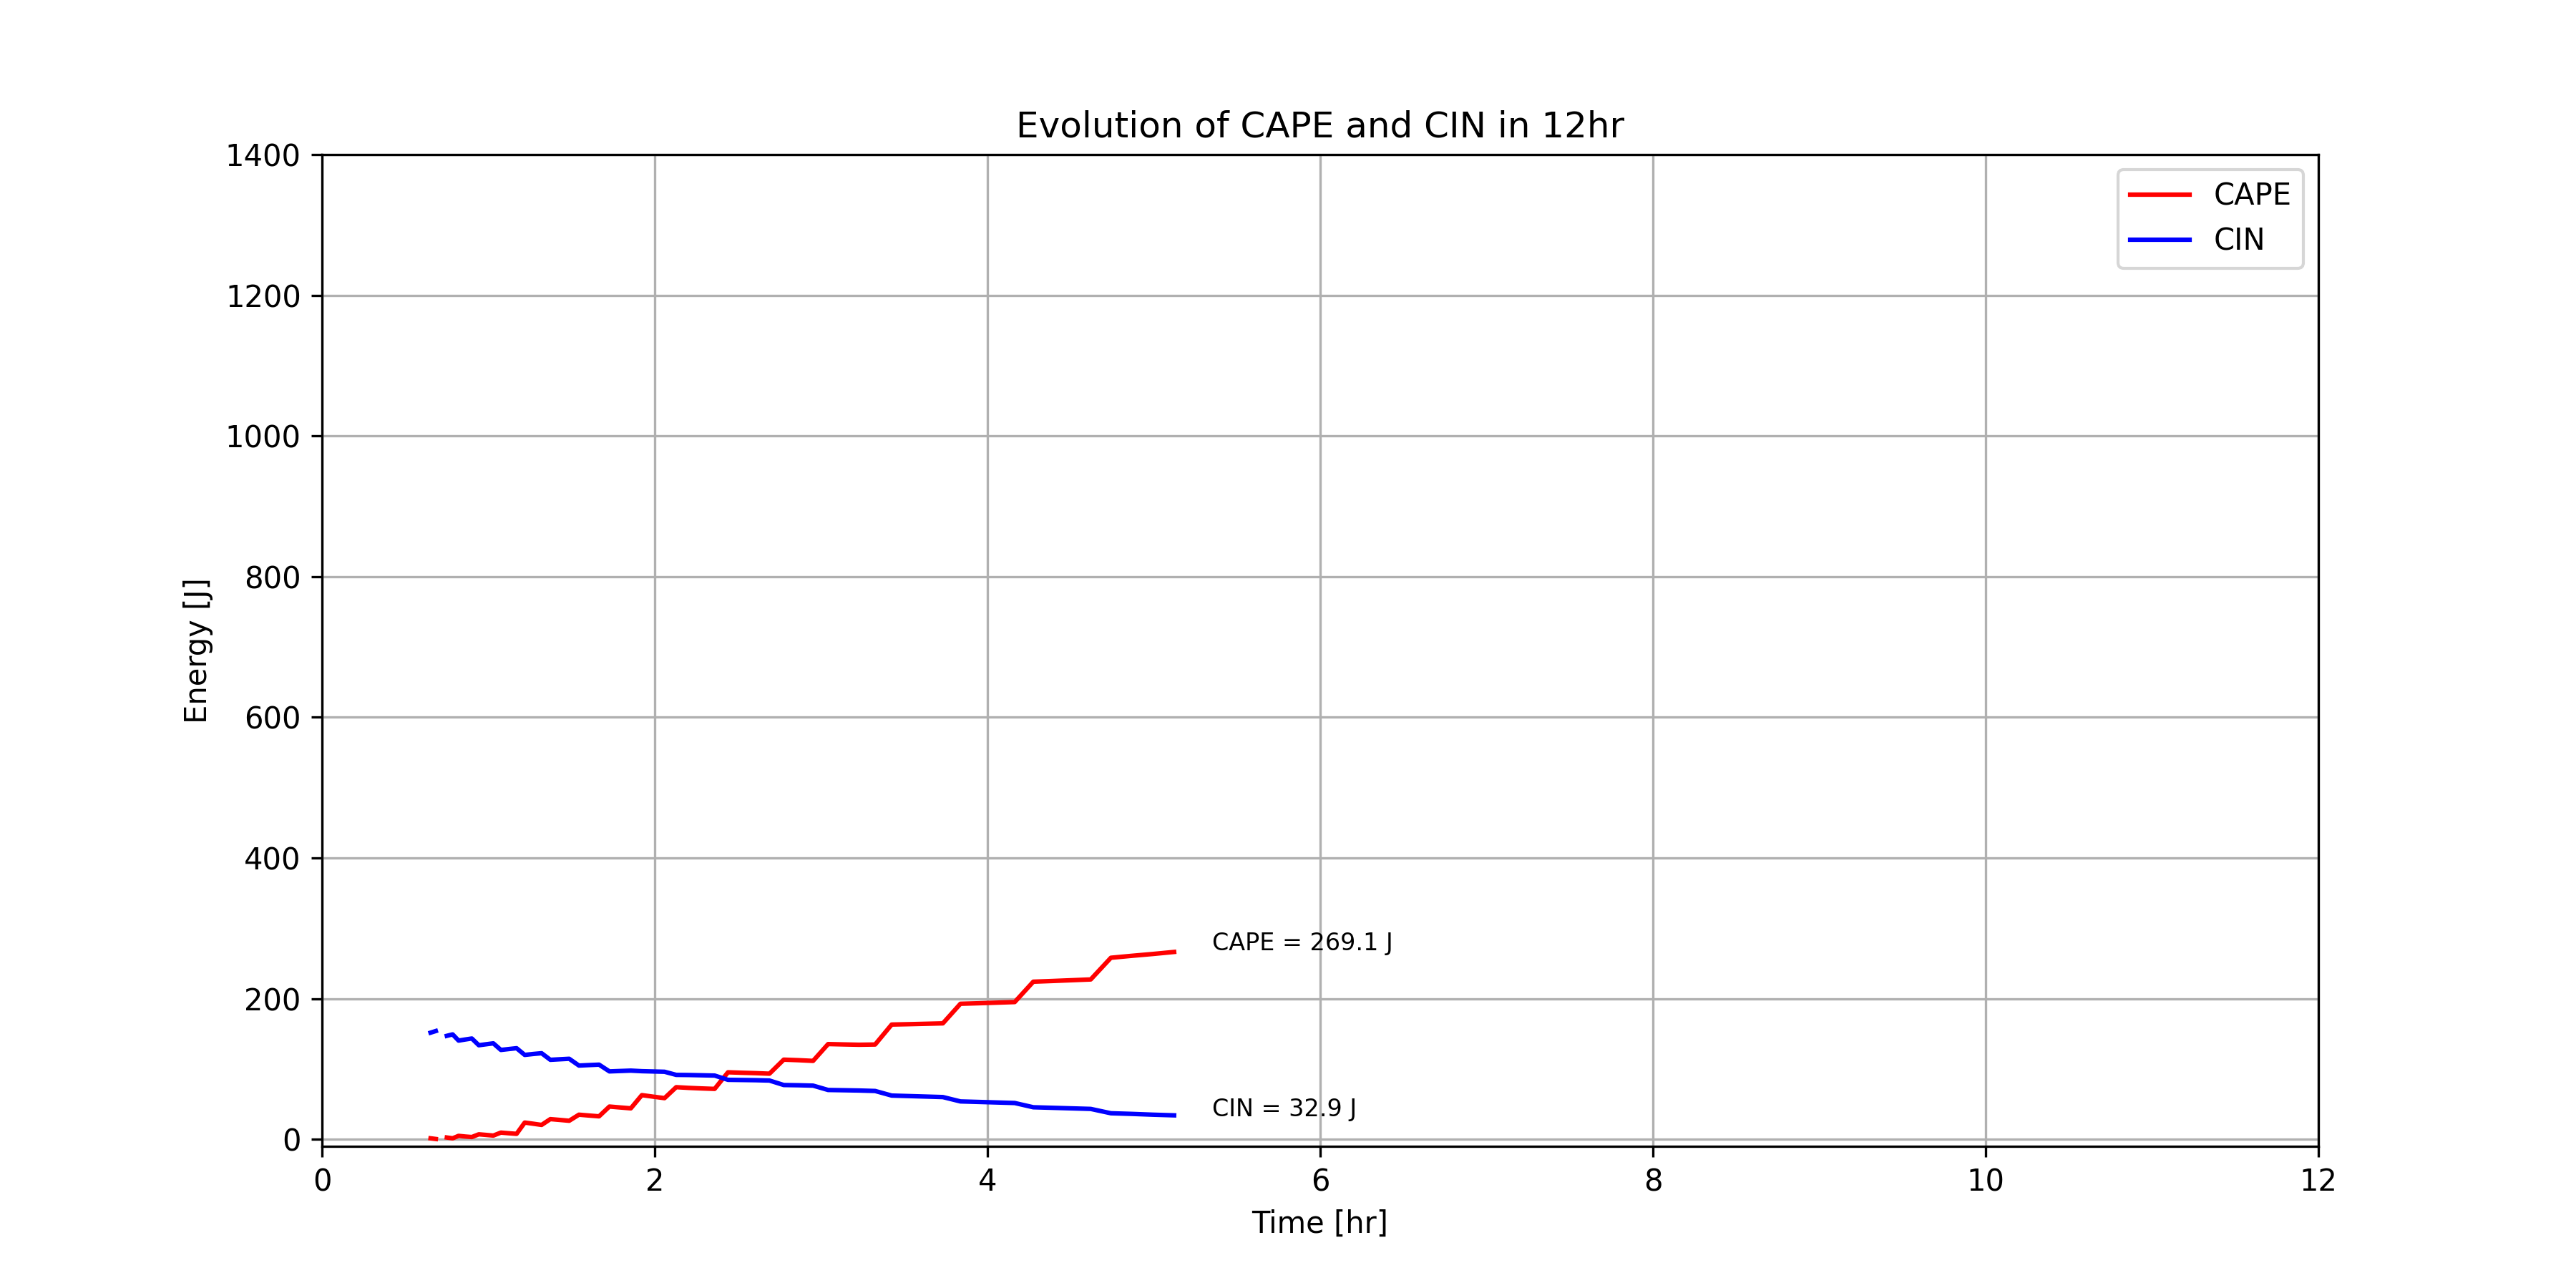 Evolution of CAPE and CIN in 12hr
1400
1200
1000
800
600
400
200
0
Energy [J]
CAPE
CIN
CAPE = 269.1 J
CIN = 32.9 J
0 2 4 6 8 10 12
Time [hr]